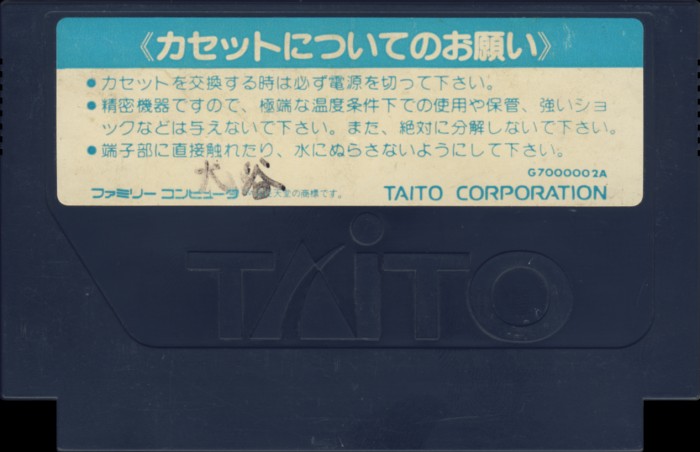 《カセットについてのお願い》
●カセットを交換する時は必ず電源を切って下さい。
●精密機器ですので、極端な温度条件下での使用や保管、強いショ
ックなどは与えないで下さい。また、絶対に分解しないで下さい。
●端子部に直接触れたり、水にぬらさないようにして下さい。
G7000002A
犬谷
ファミリーコンピュータ 任天堂の商標です。
TAITO CORPORATION
TAITO